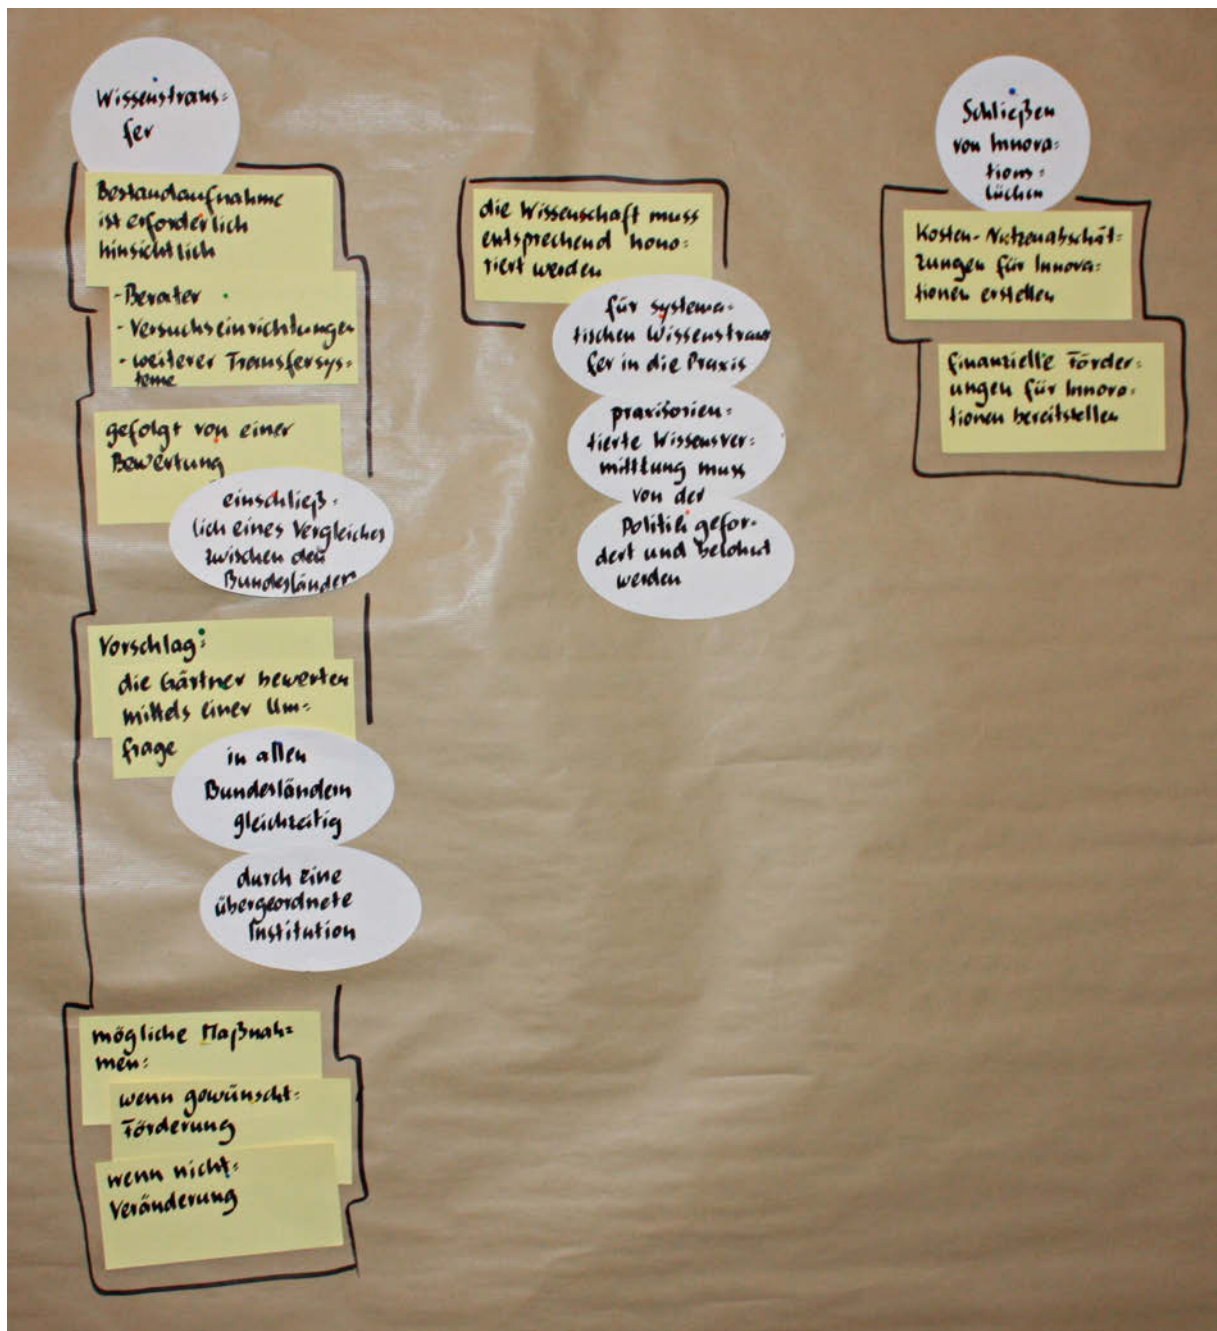 Wissenstrans=
fer
Bestandaufnahme
ist erforderlich
hinsichtlich
- Berater
- Versuchseinrichtungen
- weiterer Transfersys=
teme
gefolgt von einer
Bewertung
einschließ=
lich eines Vergleiches
zwischen den
Bundesländern
Vorschlag:
die Gärtner bewerten
mittels einer Um=
frage
in allen
Bundesländern
gleichzeitig
durch eine
übergeordnete
Institution
mögliche Maßnah=
men:
wenn gewünscht:
Förderung
wenn nicht:
Veränderung
die Wissenschaft muss
entsprechend hono=
riert werden
für systema=
tischen Wissenstrans
fer in die Praxis
praxisorien=
tierte Wissensver=
mittlung muss
von der
Politik gefor=
dert und belohnt
werden
Schließen
von Innova=
tions=
lücken
Kosten-Nutzenabschät=
zungen für Innova=
tionen erstellen
finanzielle Förder=
ungen für Innova=
tionen bereitstellen